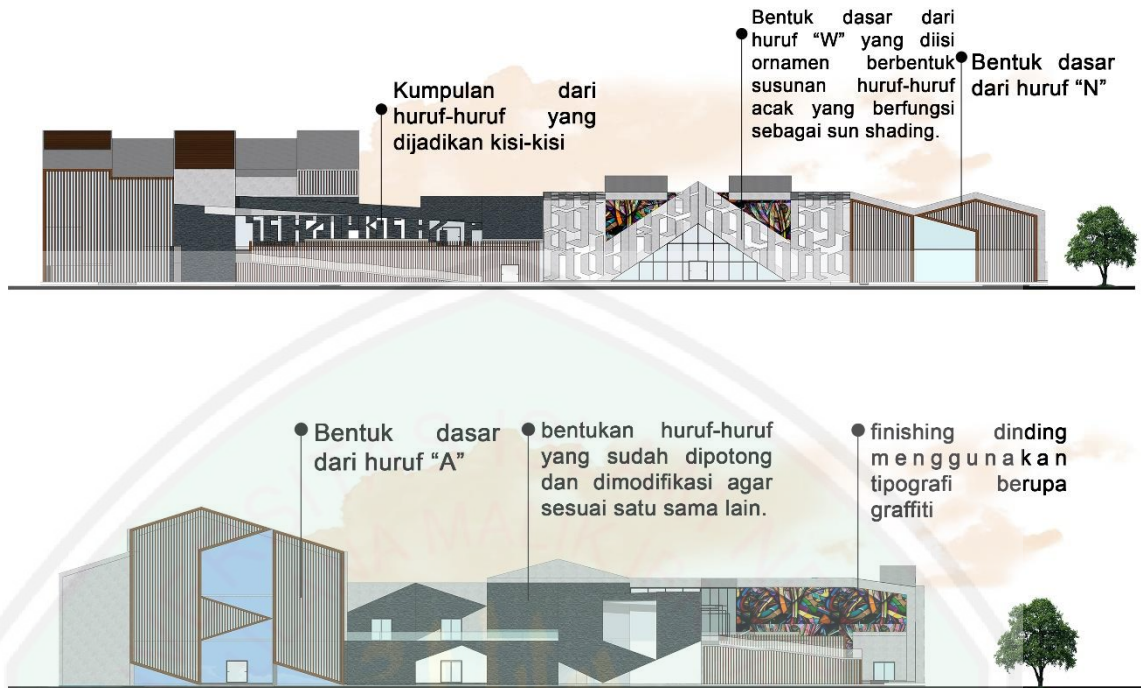 Bentuk dasar dari
huruf “W” yang diisi
ornamen berbentuk
susunan huruf-huruf
acak yang berfungsi
sebagai sun shading.
Bentuk dasar
dari huruf “N”
Kumpulan dari
huruf-huruf yang
dijadikan kisi-kisi
Bentuk dasar
dari huruf “A”
bentukan huruf-huruf
yang sudah dipotong
dan dimodifikasi agar
sesuai satu sama lain.
finishing dinding
menggunakan
tipografi berupa
graffiti